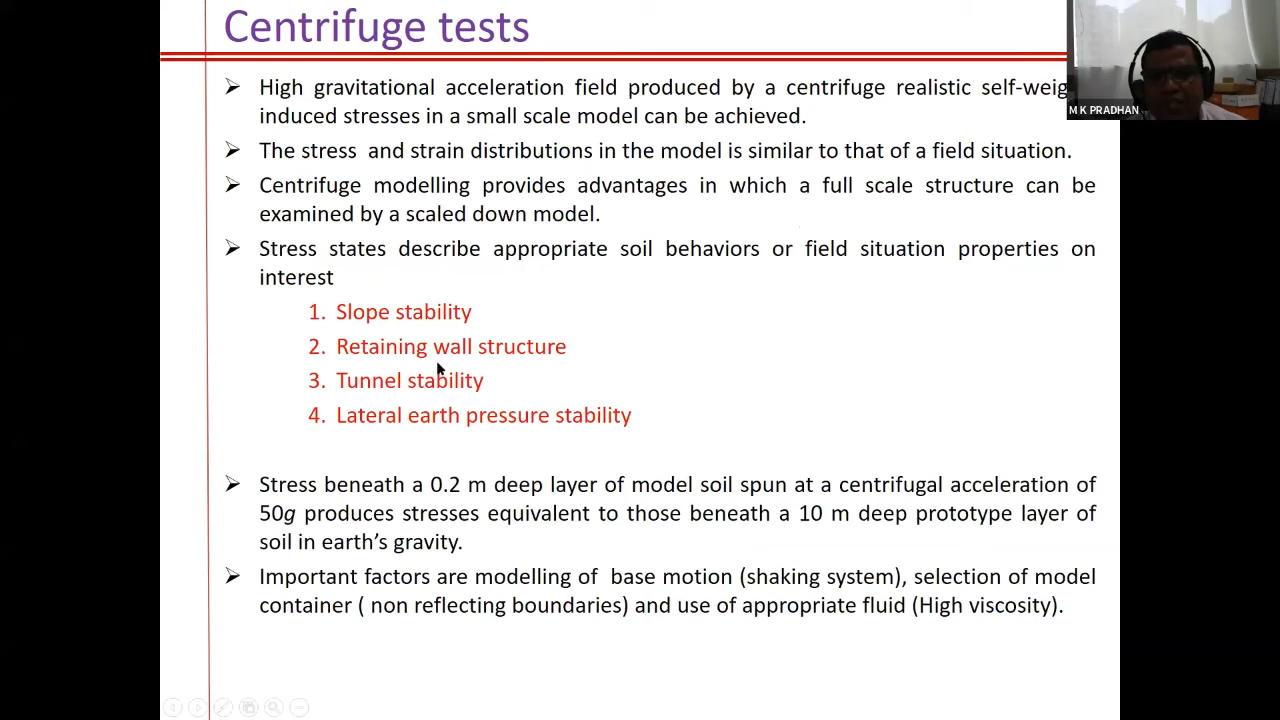 Centrifuge tests
➢ High gravitational acceleration field produced by a centrifuge realistic self-weig
induced stresses in a small scale model can be achieved.
M K PRADHAN
➢ The stress and strain distributions in the model is similar to that of a field situation.
➢ Centrifuge modelling provides advantages in which a full scale structure can be
examined by a scaled down model.
➢ Stress states describe appropriate soil behaviors or field situation properties on
interest
1. Slope stability
2. Retaining wall structure
3. Tunnel stability
4. Lateral earth pressure stability
➢ Stress beneath a 0.2 m deep layer of model soil spun at a centrifugal acceleration of
50g produces stresses equivalent to those beneath a 10 m deep prototype layer of
soil in earth’s gravity.
➢ Important factors are modelling of base motion (shaking system), selection of model
container ( non reflecting boundaries) and use of appropriate fluid (High viscosity).